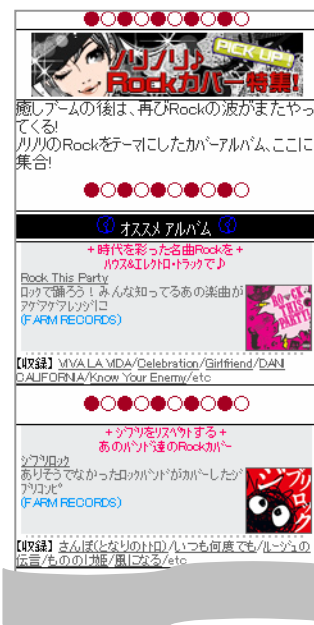 ●○●○●○●○●○
ノリノリ♪
PICK UP!
Rockカバー特集!
癒しブームの後は、再びRockの波がまたやっ
てくる!
ﾉﾘﾉﾘのRockをテーマにしたｶﾊﾞｰｱﾙﾊﾞﾑ、ここに
集合!
●○●○●○●○●○
オススメ ｱﾙﾊﾞﾑ
+時代を彩った名曲Rockを+
ﾊｳｽ&ｴﾚｸﾄﾛ・ﾄﾗｯｸで♪
Rock This Party
ﾛｯｸで踊ろう！みんな知ってるあの楽曲が
ｱｹﾞｱｹﾞｱﾚﾝｼﾞに
(FARM RECORDS)
ROCK
THIS
PARTY!
【収録】VIVA LA VIDA/Celebration/Girlfriend/DANI
CALIFORNIA/Know Your Enemy/etc
●○●○●○●○●○
+ｼﾞﾌﾞﾘをﾘｽﾍﾟｸﾄする+
あのﾊﾞﾝﾄﾞ達のRockｶﾊﾞｰ
ｼﾞﾌﾞﾘﾛｯｸ
ありそうでなかったﾛｯｸﾊﾞﾝﾄﾞがｶﾊﾞｰしたｼﾞ
ﾌﾞﾘｺﾝﾋﾟ
(FARM RECORDS)
ジブリロック
【収録】さんぽ(となりのﾄﾄﾛ)/いつも何度でも/ﾙｰｼﾞｭの
伝言/もののけ姫/風になる/etc